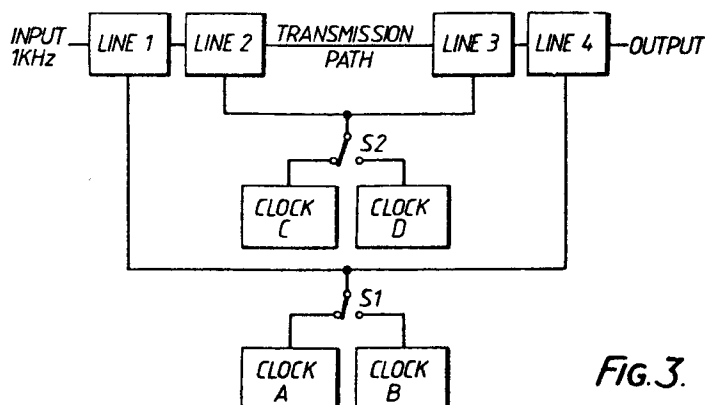 INPUT
1KHz
LINE 1
LINE 2
TRANSMISSION
PATH
LINE 3
LINE 4
OUTPUT
S2
CLOCK
C
CLOCK
D
S1
CLOCK
A
CLOCK
B
FIG. 3.